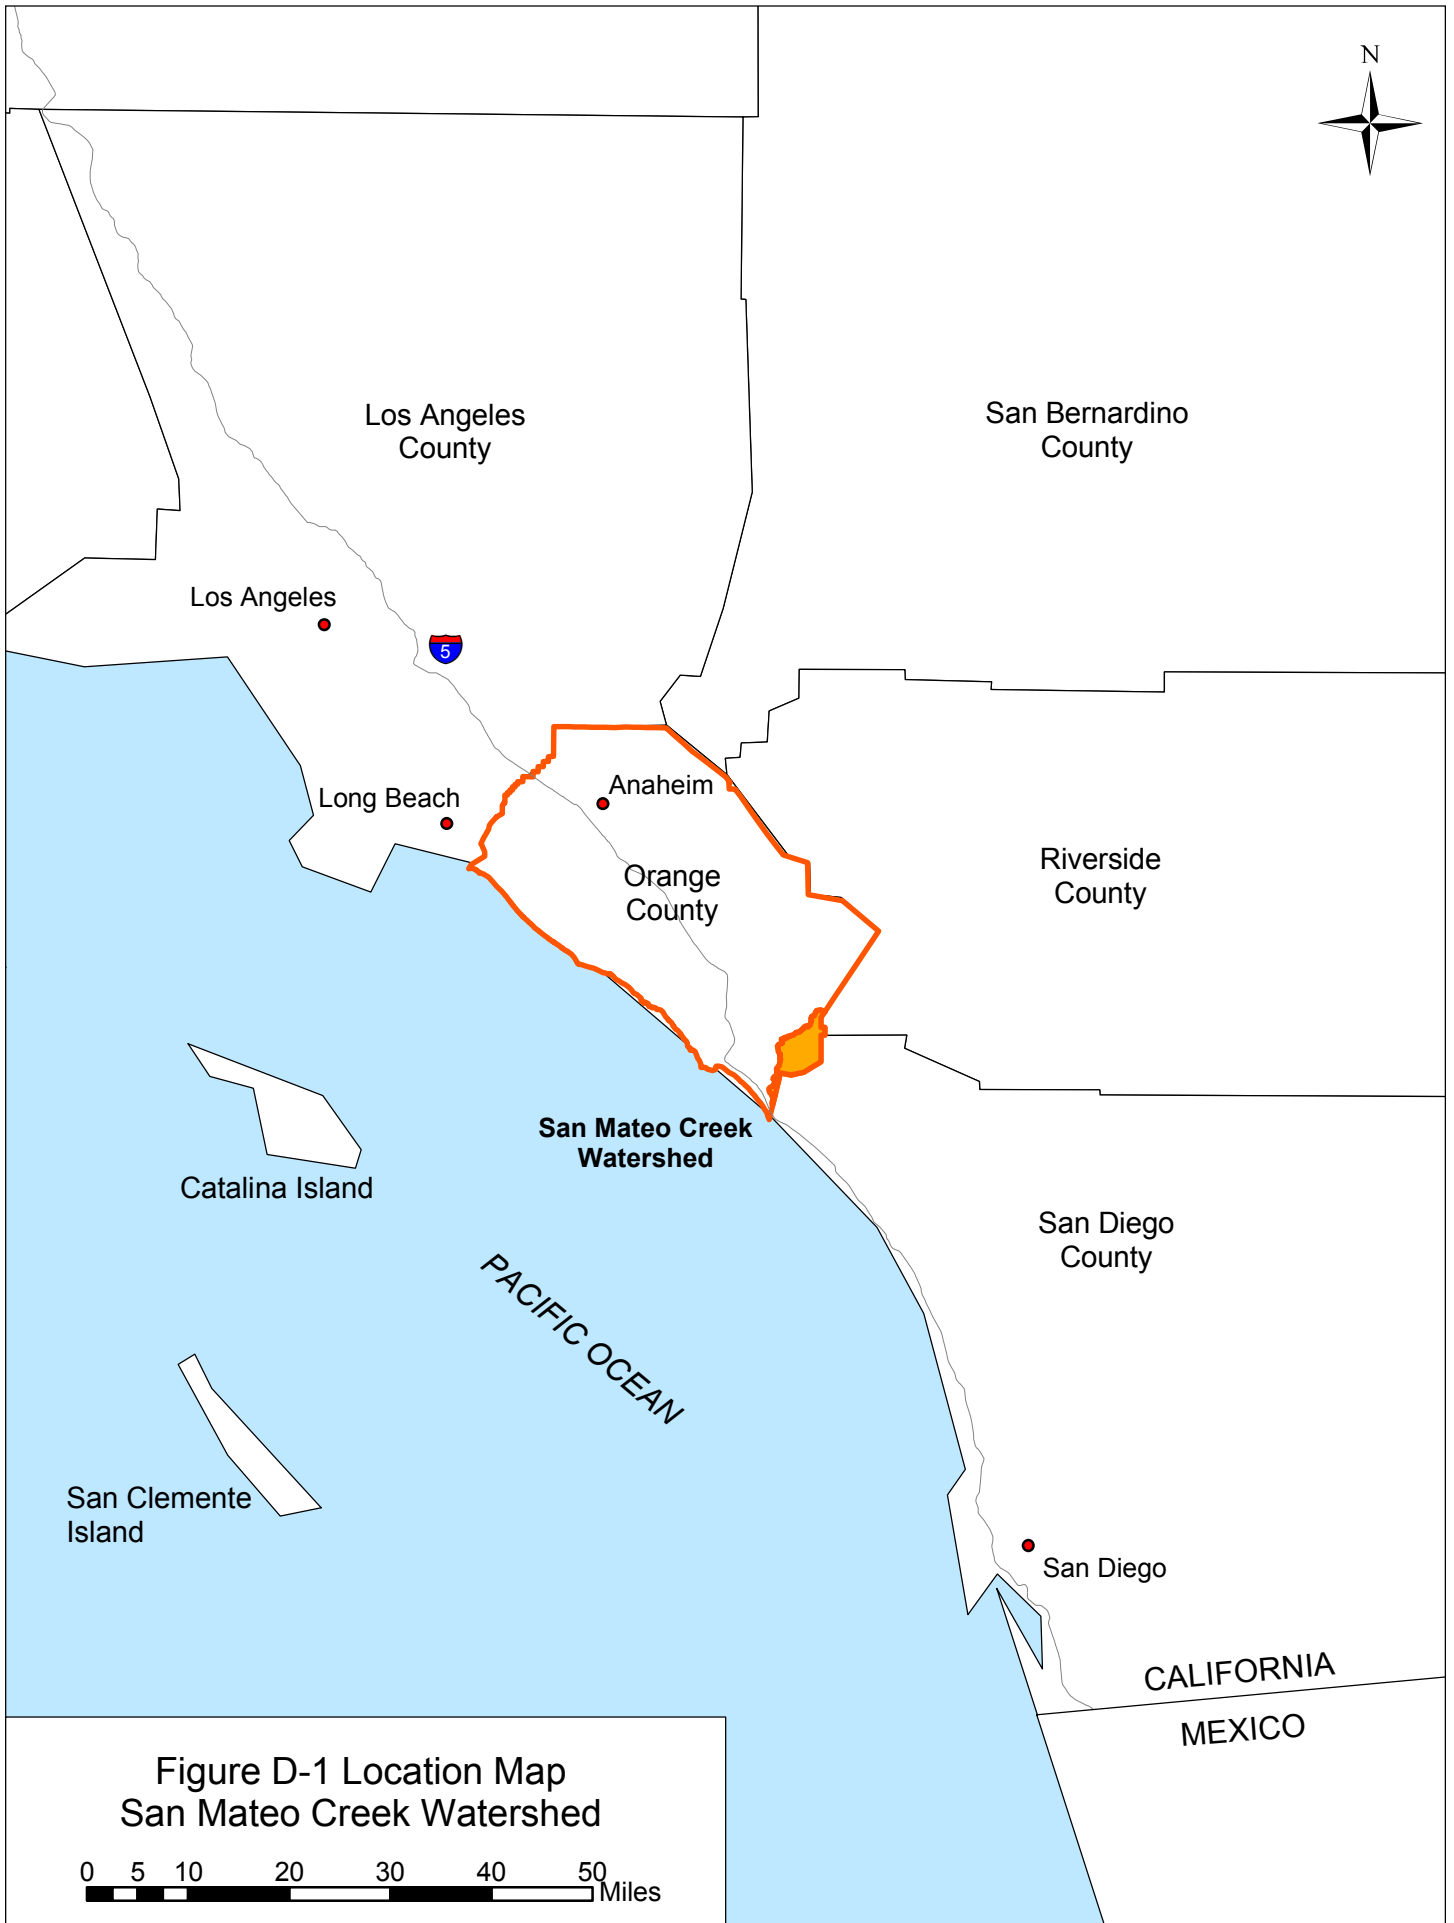 N
Los Angeles
County
San Bernardino
County
Los Angeles
5
Long Beach
Anaheim
Orange
County
Riverside
County
San Mateo Creek
Watershed
Catalina Island
San Diego
County
PACIFIC OCEAN
San Clemente
Island
San Diego
CALIFORNIA
MEXICO
Figure D-1 Location Map
San Mateo Creek Watershed
0 5 10 20 30 40 50
Miles